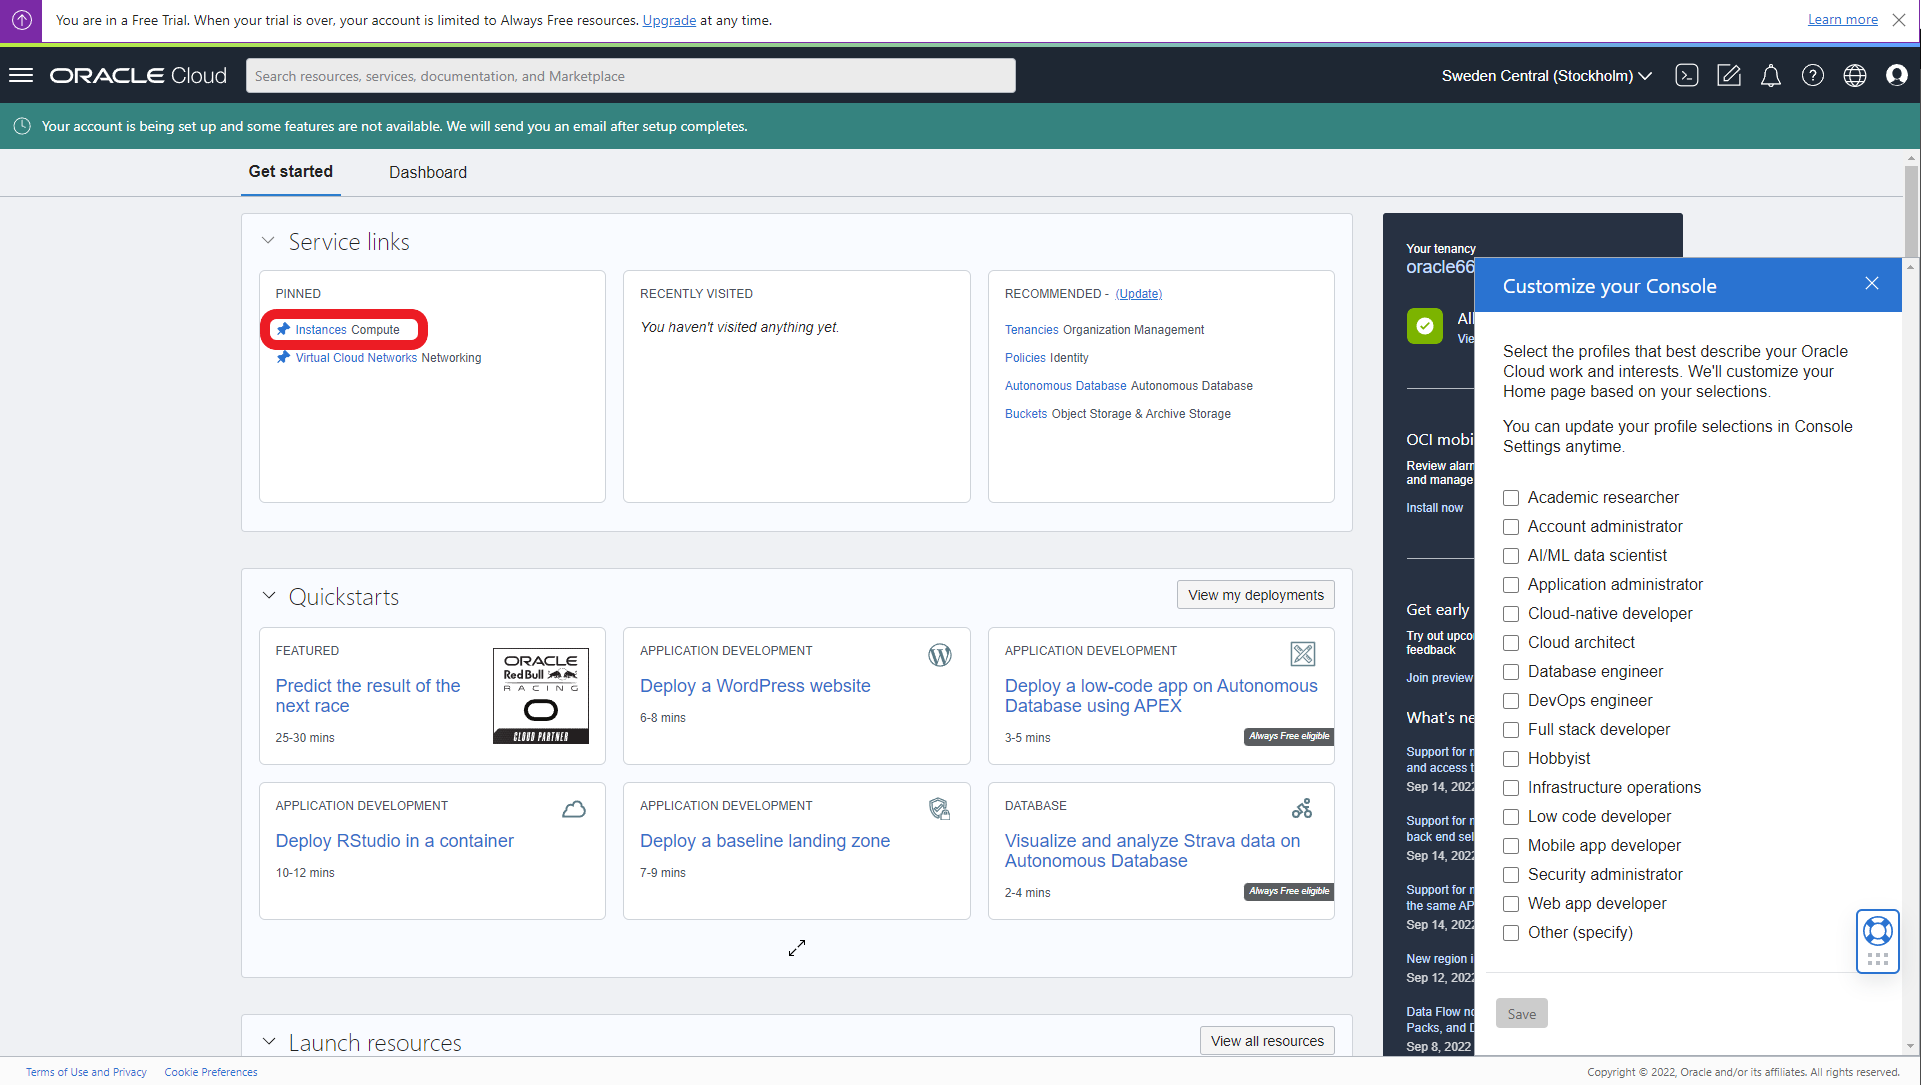 You are in a Free Trial. When your trial is over, your account is limited to Always Free resources. Upgrade at any time.
Learn more
ORACLE Cloud
Search resources, services, documentation, and Marketplace
Sweden Central (Stockholm)
Your account is being set up and some features are not available. We will send you an email after setup completes.
Get started
Dashboard
Service links
PINNED
Instances Compute
Virtual Cloud Networks Networking
RECENTLY VISITED
You haven't visited anything yet.
RECOMMENDED - (Update)
Tenancies Organization Management
Policies Identity
Autonomous Database Autonomous Database
Buckets Object Storage & Archive Storage
Quickstarts
View my deployments
FEATURED
Predict the result of the
next race
25-30 mins
ORACLE
Red Bull
RACING
CLOUD PARTNER
APPLICATION DEVELOPMENT
Deploy a WordPress website
6-8 mins
APPLICATION DEVELOPMENT
Deploy a low-code app on Autonomous
Database using APEX
3-5 mins
Always Free eligible
APPLICATION DEVELOPMENT
Deploy RStudio in a container
10-12 mins
APPLICATION DEVELOPMENT
Deploy a baseline landing zone
7-9 mins
DATABASE
Visualize and analyze Strava data on
Autonomous Database
2-4 mins
Always Free eligible
Launch resources
View all resources
Your tenancy
oracle66
All
Vie
OCI mobi
Review alarm
and manage
Install now
Get early
Try out upco
feedback
Join preview
What's ne
Support for
and access t
Sep 14, 2022
Support for
back end sel
Sep 14, 2022
Support for
the same AP
Sep 14, 2022
New region i
Sep 12, 2022
Data Flow no
Packs, and D
Sep 8, 2022
Customize your Console
Select the profiles that best describe your Oracle
Cloud work and interests. We'll customize your
Home page based on your selections.
You can update your profile selections in Console
Settings anytime.
Academic researcher
Account administrator
AI/ML data scientist
Application administrator
Cloud-native developer
Cloud architect
Database engineer
DevOps engineer
Full stack developer
Hobbyist
Infrastructure operations
Low code developer
Mobile app developer
Security administrator
Web app developer
Other (specify)
Save
Terms of Use and Privacy
Cookie Preferences
Copyright © 2022, Oracle and/or its affiliates. All rights reserved.